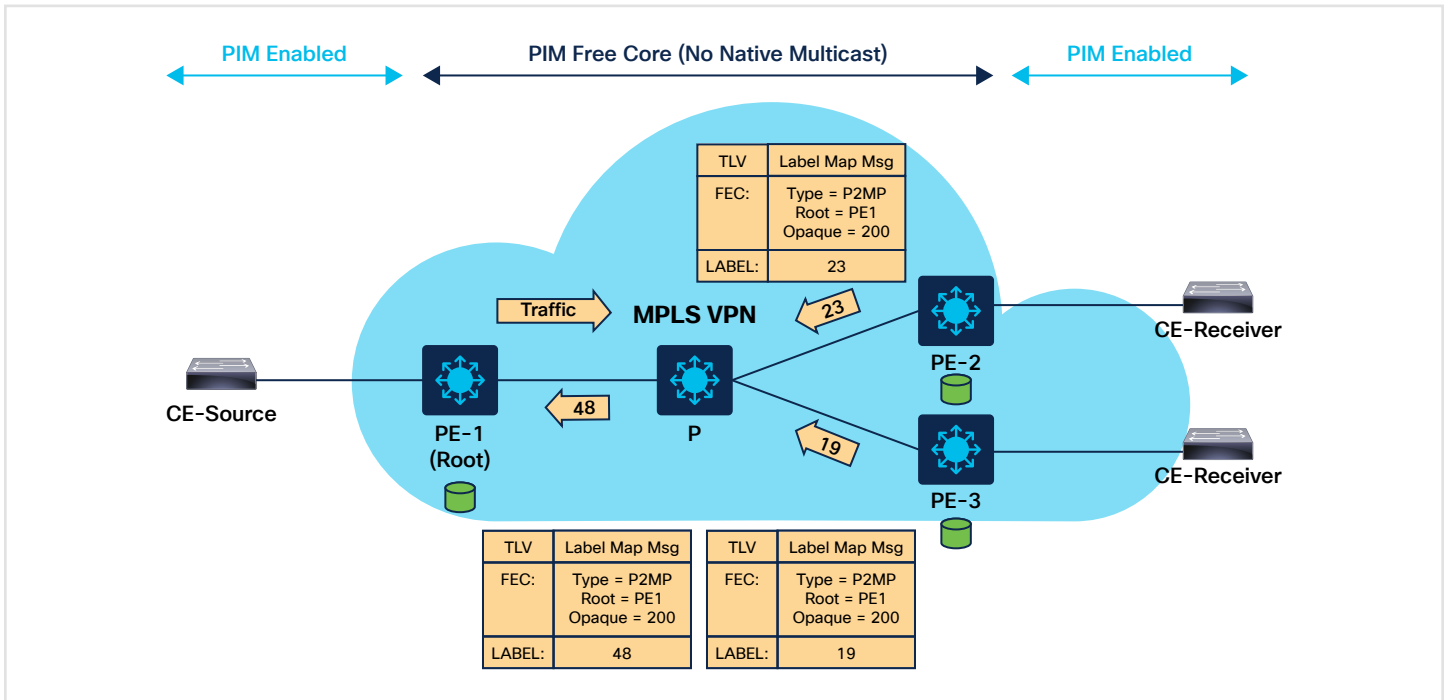 PIM Enabled
PIM Free Core (No Native Multicast)
PIM Enabled
TLV Label Map Msg
FEC: Type = P2MP
Root = PE1
Opaque = 200
LABEL: 23
Traffic
MPLS VPN
23
CE-Receiver
PE-2
CE-Source
48
PE-1
(Root)
P
19
CE-Receiver
PE-3
TLV Label Map Msg
FEC: Type = P2MP
Root = PE1
Opaque = 200
LABEL: 48
TLV Label Map Msg
FEC: Type = P2MP
Root = PE1
Opaque = 200
LABEL: 19